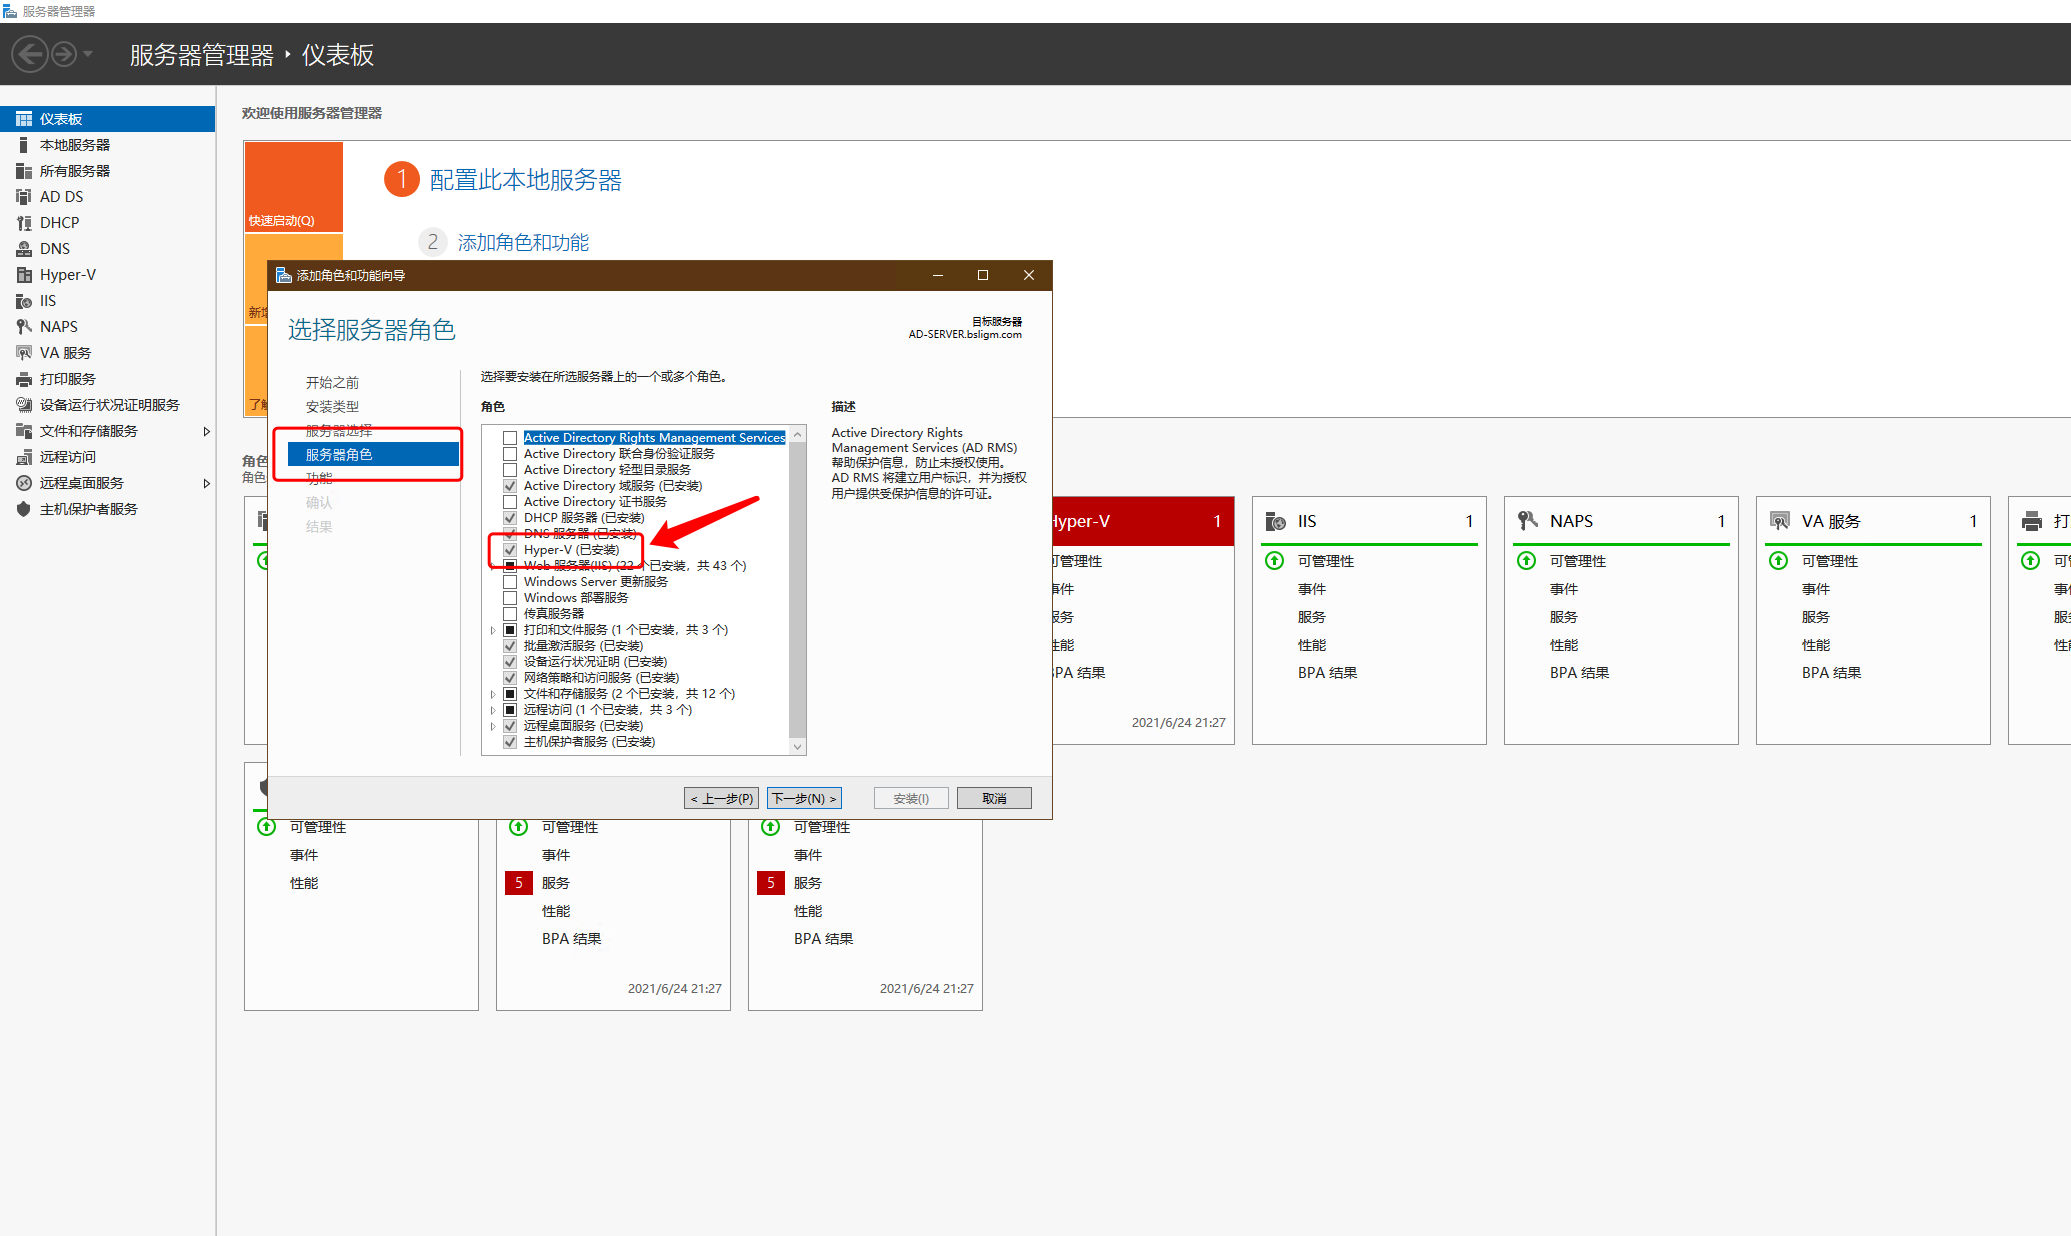 服务器管理器
服务器管理器 ‣ 仪表板
仪表板
本地服务器
所有服务器
AD DS
DHCP
DNS
Hyper-V
IIS
NAPS
VA 服务
打印服务
设备运行状况证明服务
文件和存储服务
远程访问
远程桌面服务
主机保护者服务
欢迎使用服务器管理器
快速启动(Q)
1 配置此本地服务器
2 添加角色和功能
添加角色和功能向导
选择服务器角色
目标服务器
AD-SERVER.bsligm.com
开始之前
安装类型
服务器选择
服务器角色
功能
确认
结果
选择要安装在所选服务器上的一个或多个角色。
角色
Active Directory Rights Management Services
Active Directory 联合身份验证服务
Active Directory 轻型目录服务
Active Directory 域服务 (已安装)
Active Directory 证书服务
DHCP 服务器 (已安装)
DNS 服务器 (已安装)
Hyper-V (已安装)
Web 服务器(IIS) (22 个已安装，共 43 个)
Windows Server 更新服务
Windows 部署服务
传真服务器
打印和文件服务 (1 个已安装，共 3 个)
批量激活服务 (已安装)
设备运行状况证明 (已安装)
网络策略和访问服务 (已安装)
文件和存储服务 (2 个已安装，共 12 个)
远程访问 (1 个已安装，共 3 个)
远程桌面服务 (已安装)
主机保护者服务 (已安装)
描述
Active Directory Rights
Management Services (AD RMS)
帮助保护信息，防止未授权使用。
AD RMS 将建立用户标识，并为授权
用户提供受保护信息的许可证。
< 上一步(P)
下一步(N) >
安装(I)
取消
新增
了解
角色
角色
Hyper-V 1
可管理性
事件
服务
性能
BPA 结果
2021/6/24 21:27
IIS 1
可管理性
事件
服务
性能
BPA 结果
NAPS 1
可管理性
事件
服务
性能
BPA 结果
VA 服务 1
可管理性
事件
服务
性能
BPA 结果
打
可
事
服
性
可管理性
事件
性能
可管理性
事件
5 服务
性能
BPA 结果
2021/6/24 21:27
可管理性
事件
5 服务
性能
BPA 结果
2021/6/24 21:27